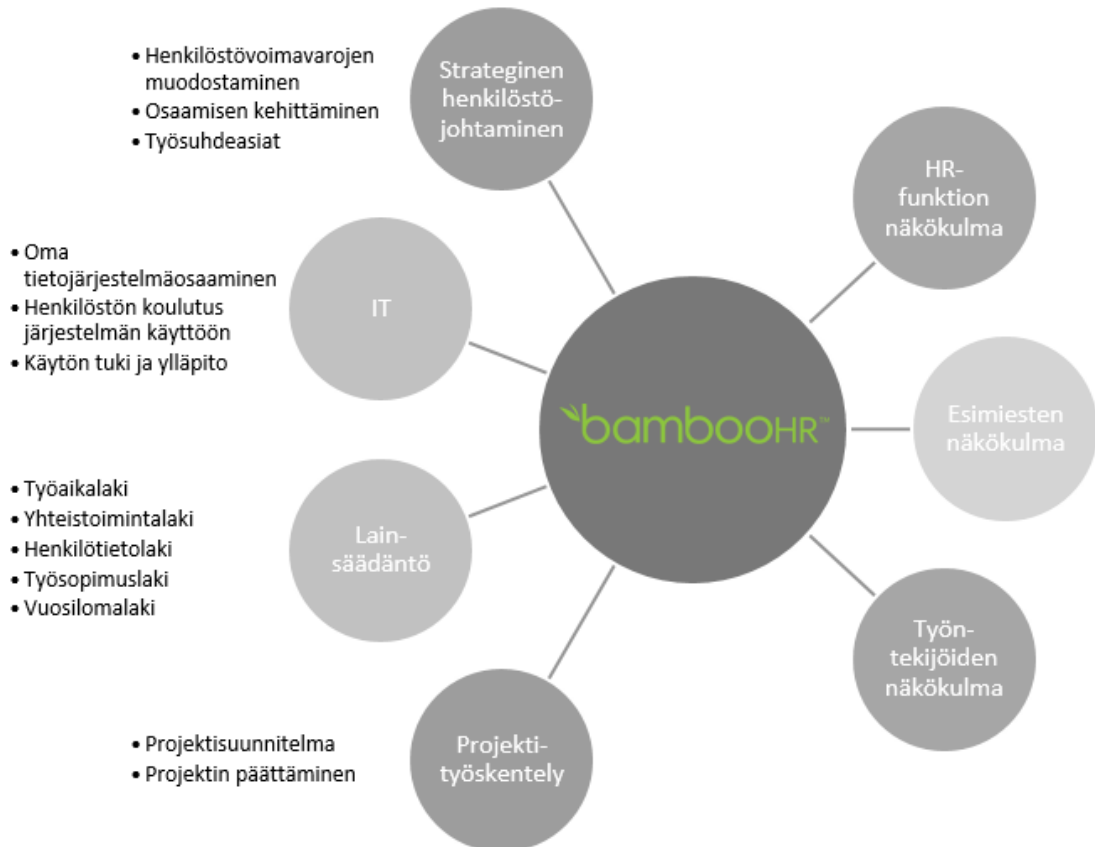 • Henkilöstövoimavarojen
muodostaminen
• Osaamisen kehittäminen
• Työsuhdeasiat
Strateginen
henkilöstö-
johtaminen
HR-
funktion
näkökulma
• Oma
tietojärjestelmäosaaminen
• Henkilöstön koulutus
järjestelmän käyttöön
• Käytön tuki ja ylläpito
IT
bambooHR™
Esimiesten
näkökulma
• Työaikalaki
• Yhteistoimintalaki
• Henkilötietolaki
• Työsopimuslaki
• Vuosilomalaki
Lain-
säädäntö
Työn-
tekijöiden
näkökulma
• Projektisuunnitelma
• Projektin päättäminen
Projekti-
työskentely